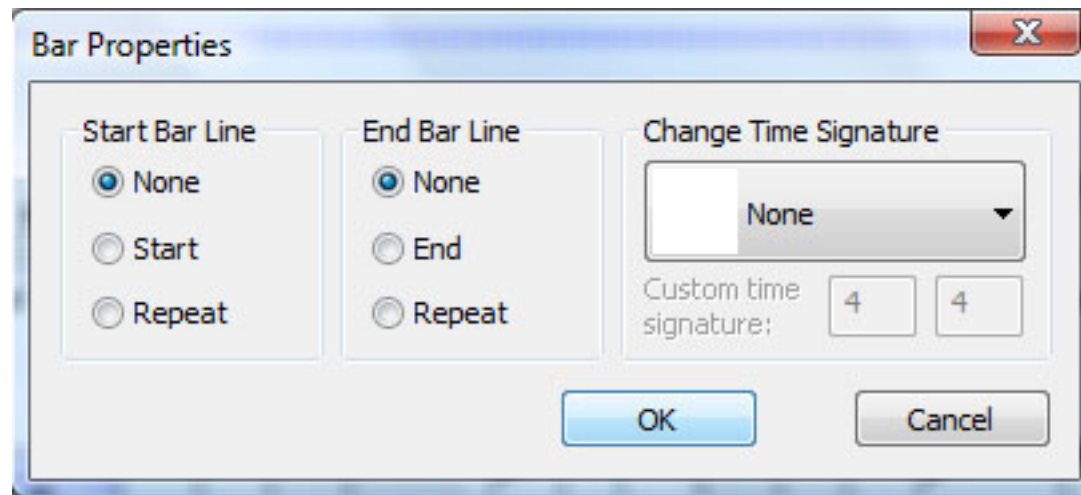 Bar Properties
Start Bar Line
None
Start
Repeat
End Bar Line
None
End
Repeat
Change Time Signature
None
Custom time
signature:
4
4
OK
Cancel